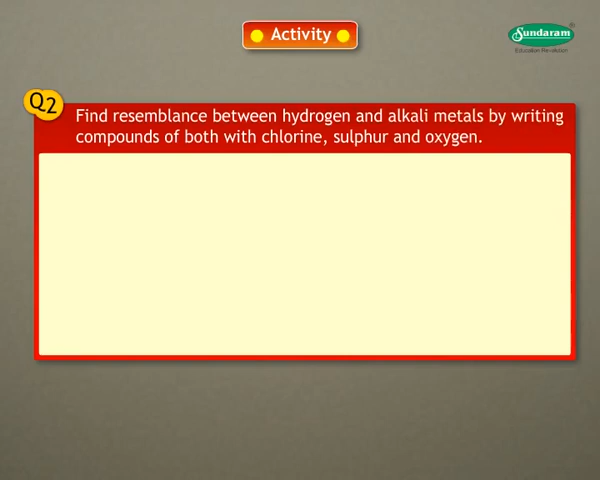 Activity
Sundaram
Education Revolution
Q2
Find resemblance between hydrogen and alkali metals by writing
compounds of both with chlorine, sulphur and oxygen.